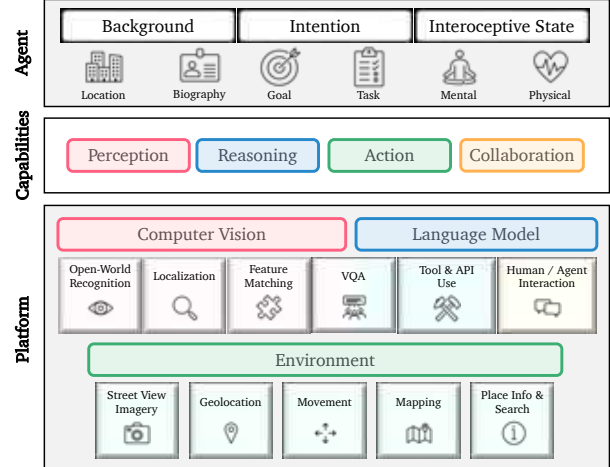 Agent
Background
Intention
Interoceptive State
Location
Biography
Goal
Task
Mental
Physical
Capabilities
Perception
Reasoning
Action
Collaboration
Platform
Computer Vision
Language Model
Open-World
Recognition
Localization
Feature
Matching
VQA
Tool & API
Use
Human / Agent
Interaction
Environment
Street View
Imagery
Geolocation
Movement
Mapping
Place Info &
Search